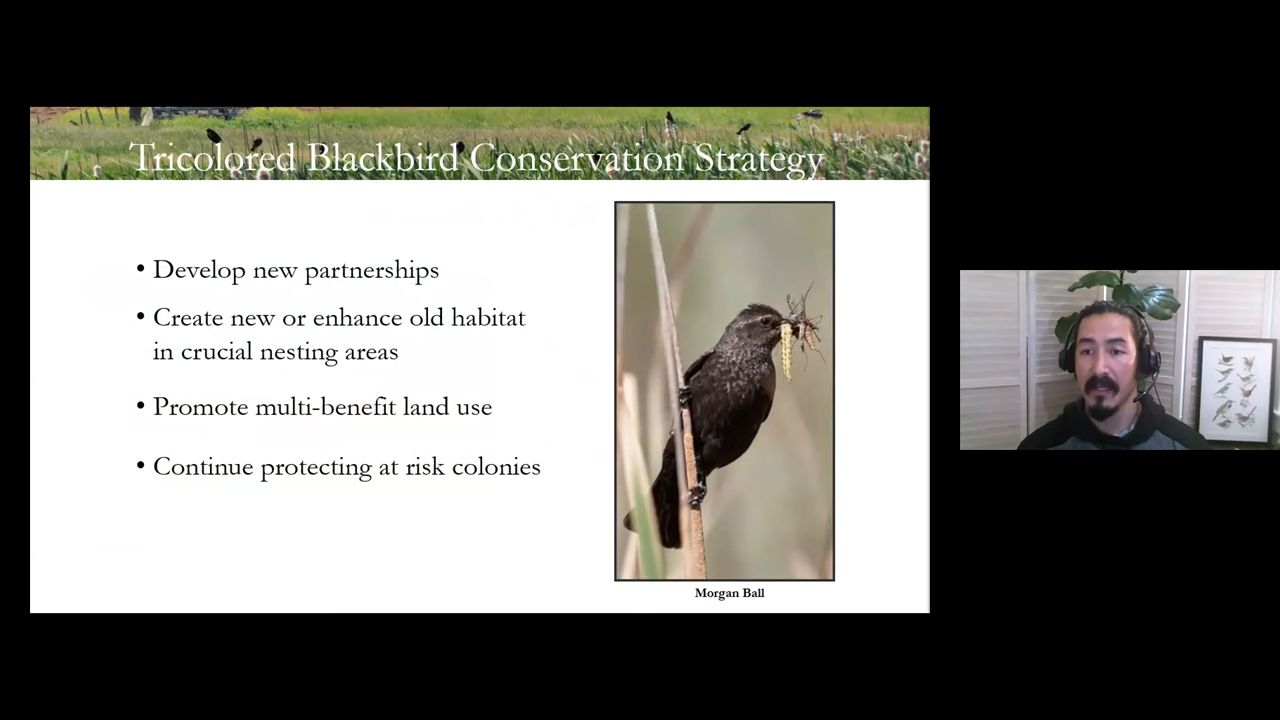 Tricolored Blackbird Conservation Strategy
• Develop new partnerships
• Create new or enhance old habitat
in crucial nesting areas
• Promote multi-benefit land use
• Continue protecting at risk colonies
Morgan Ball